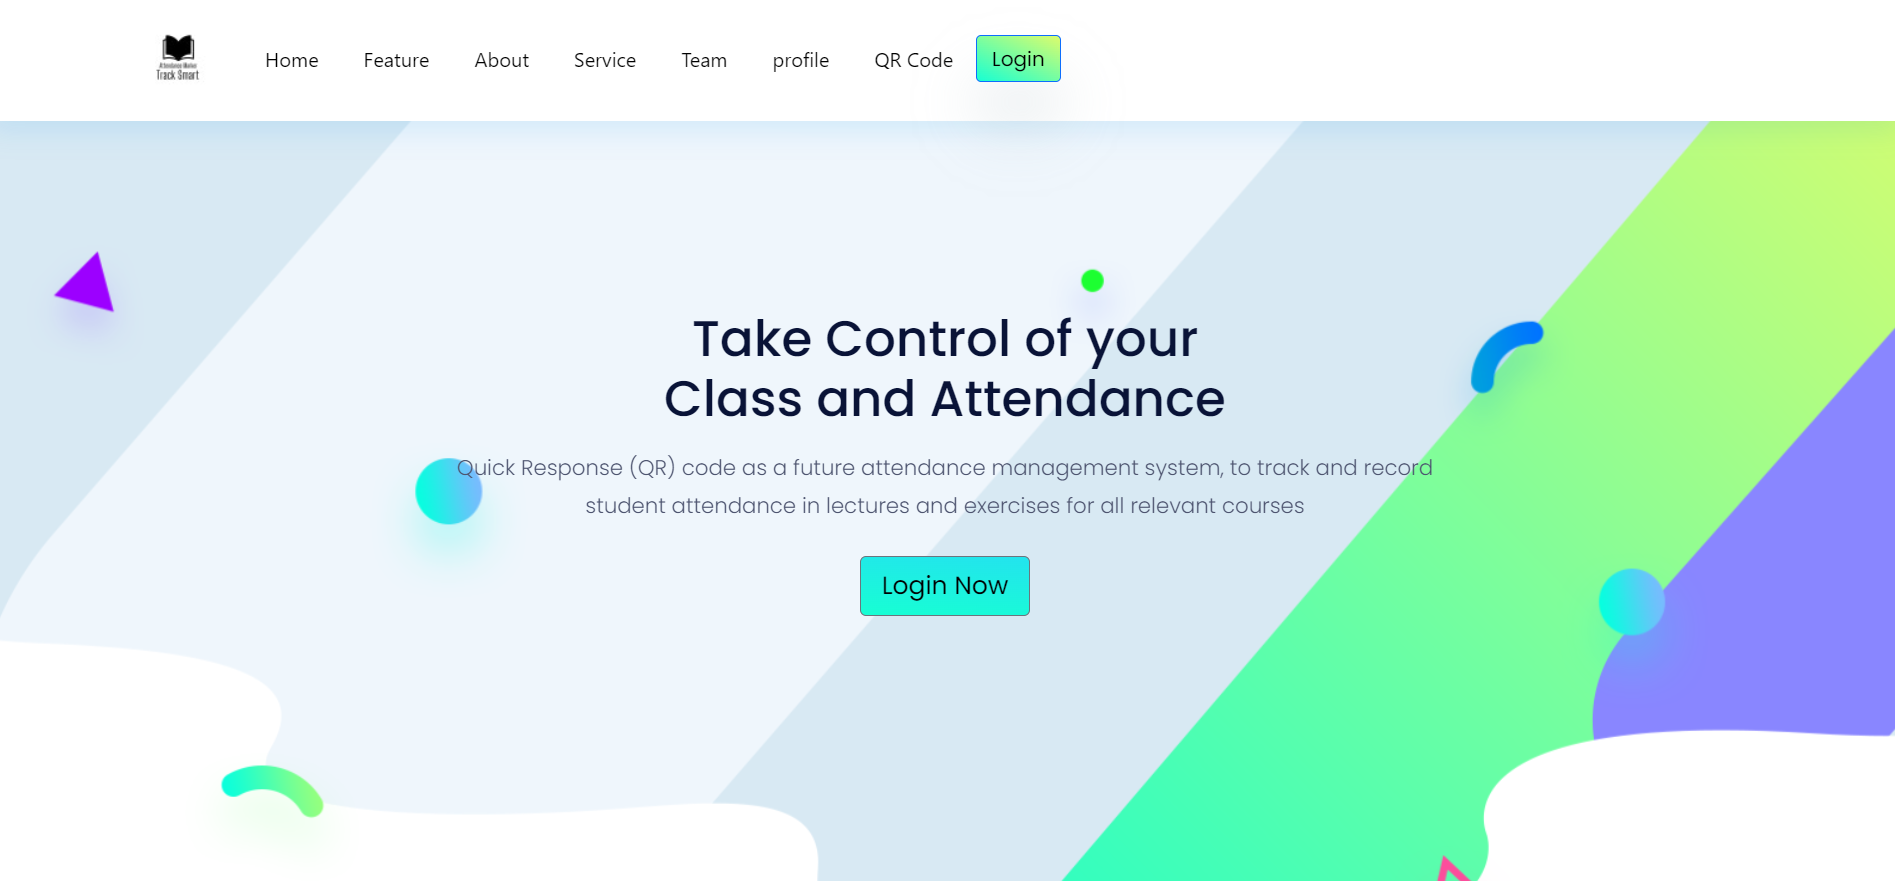 Attendance Marker
Track Smart
Home Feature About Service Team profile QR Code Login
Take Control of your
Class and Attendance
Quick Response (QR) code as a future attendance management system, to track and record
student attendance in lectures and exercises for all relevant courses
Login Now